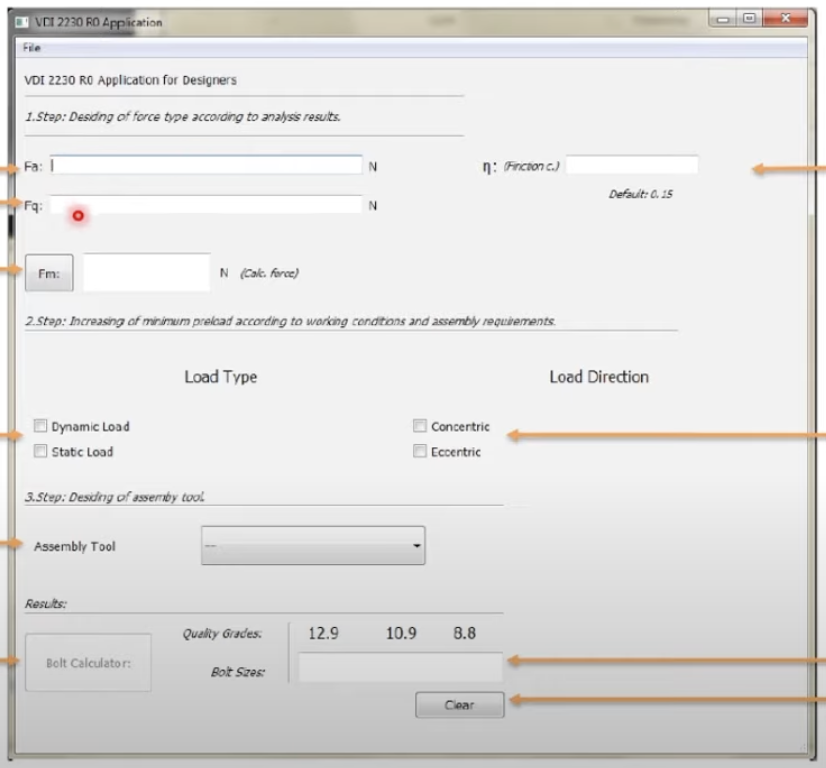 VDI 2230 R0 Application
File
VDI 2230 R0 Application for Designers
1.Step: Desiding of force type according to analysis results.
Fa: N η: (Firiction c.)
Default: 0.15
Fq: N
Fm: N (Calc. force)
2.Step: Increasing of minimum preload according to working conditions and assembly requirements.
Load Type Load Direction
Dynamic Load Concentric
Static Load Eccentric
3.Step: Desiding of assemby tool.
Assembly Tool --
Results:
Quality Grades: 12.9 10.9 8.8
Bolt Calculator:
Bolt Sizes:
Clear